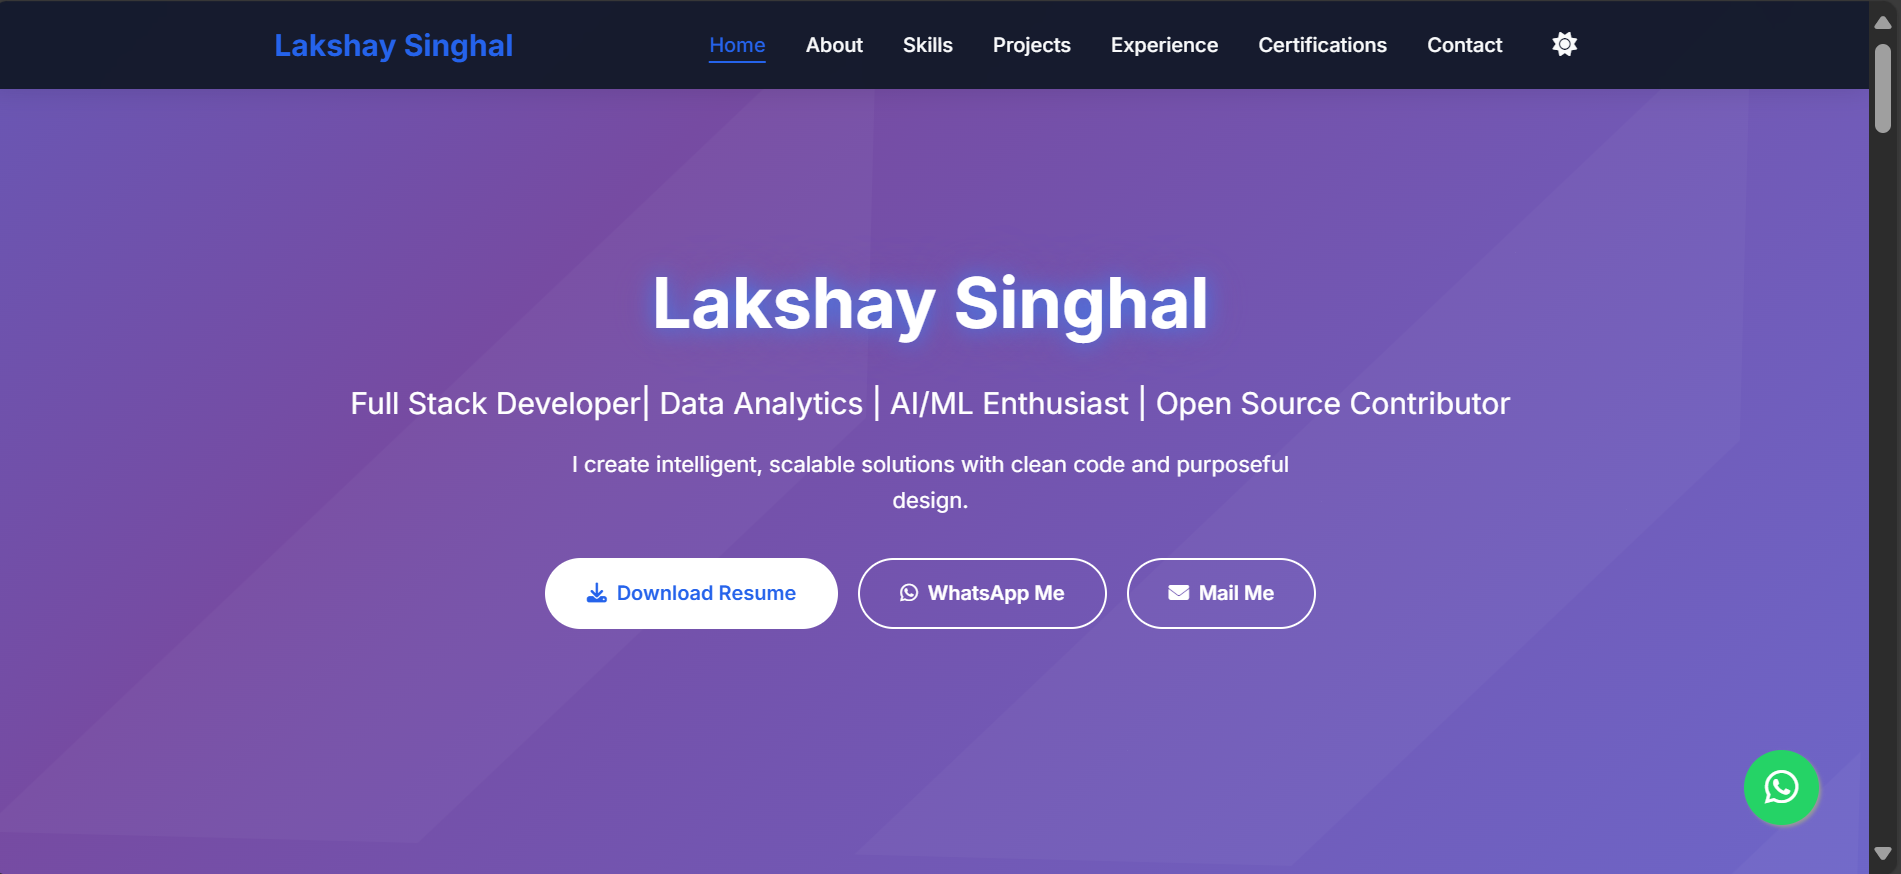 Lakshay Singhal
Home About Skills Projects Experience Certifications Contact
Lakshay Singhal
Full Stack Developer| Data Analytics | AI/ML Enthusiast | Open Source Contributor
I create intelligent, scalable solutions with clean code and purposeful
design.
Download Resume
WhatsApp Me
Mail Me